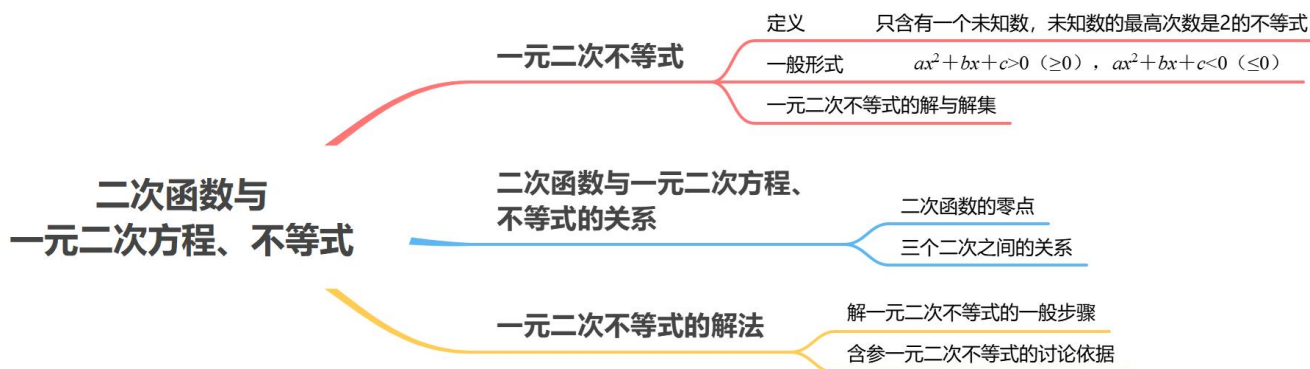 二次函数与
一元二次方程、不等式
一元二次不等式
定义 只含有一个未知数，未知数的最高次数是2的不等式
一般形式 ax²+bx+c>0（≥0），ax²+bx+c<0（≤0）
一元二次不等式的解与解集
二次函数与一元二次方程、
不等式的关系
二次函数的零点
三个二次之间的关系
一元二次不等式的解法
解一元二次不等式的一般步骤
含参一元二次不等式的讨论依据